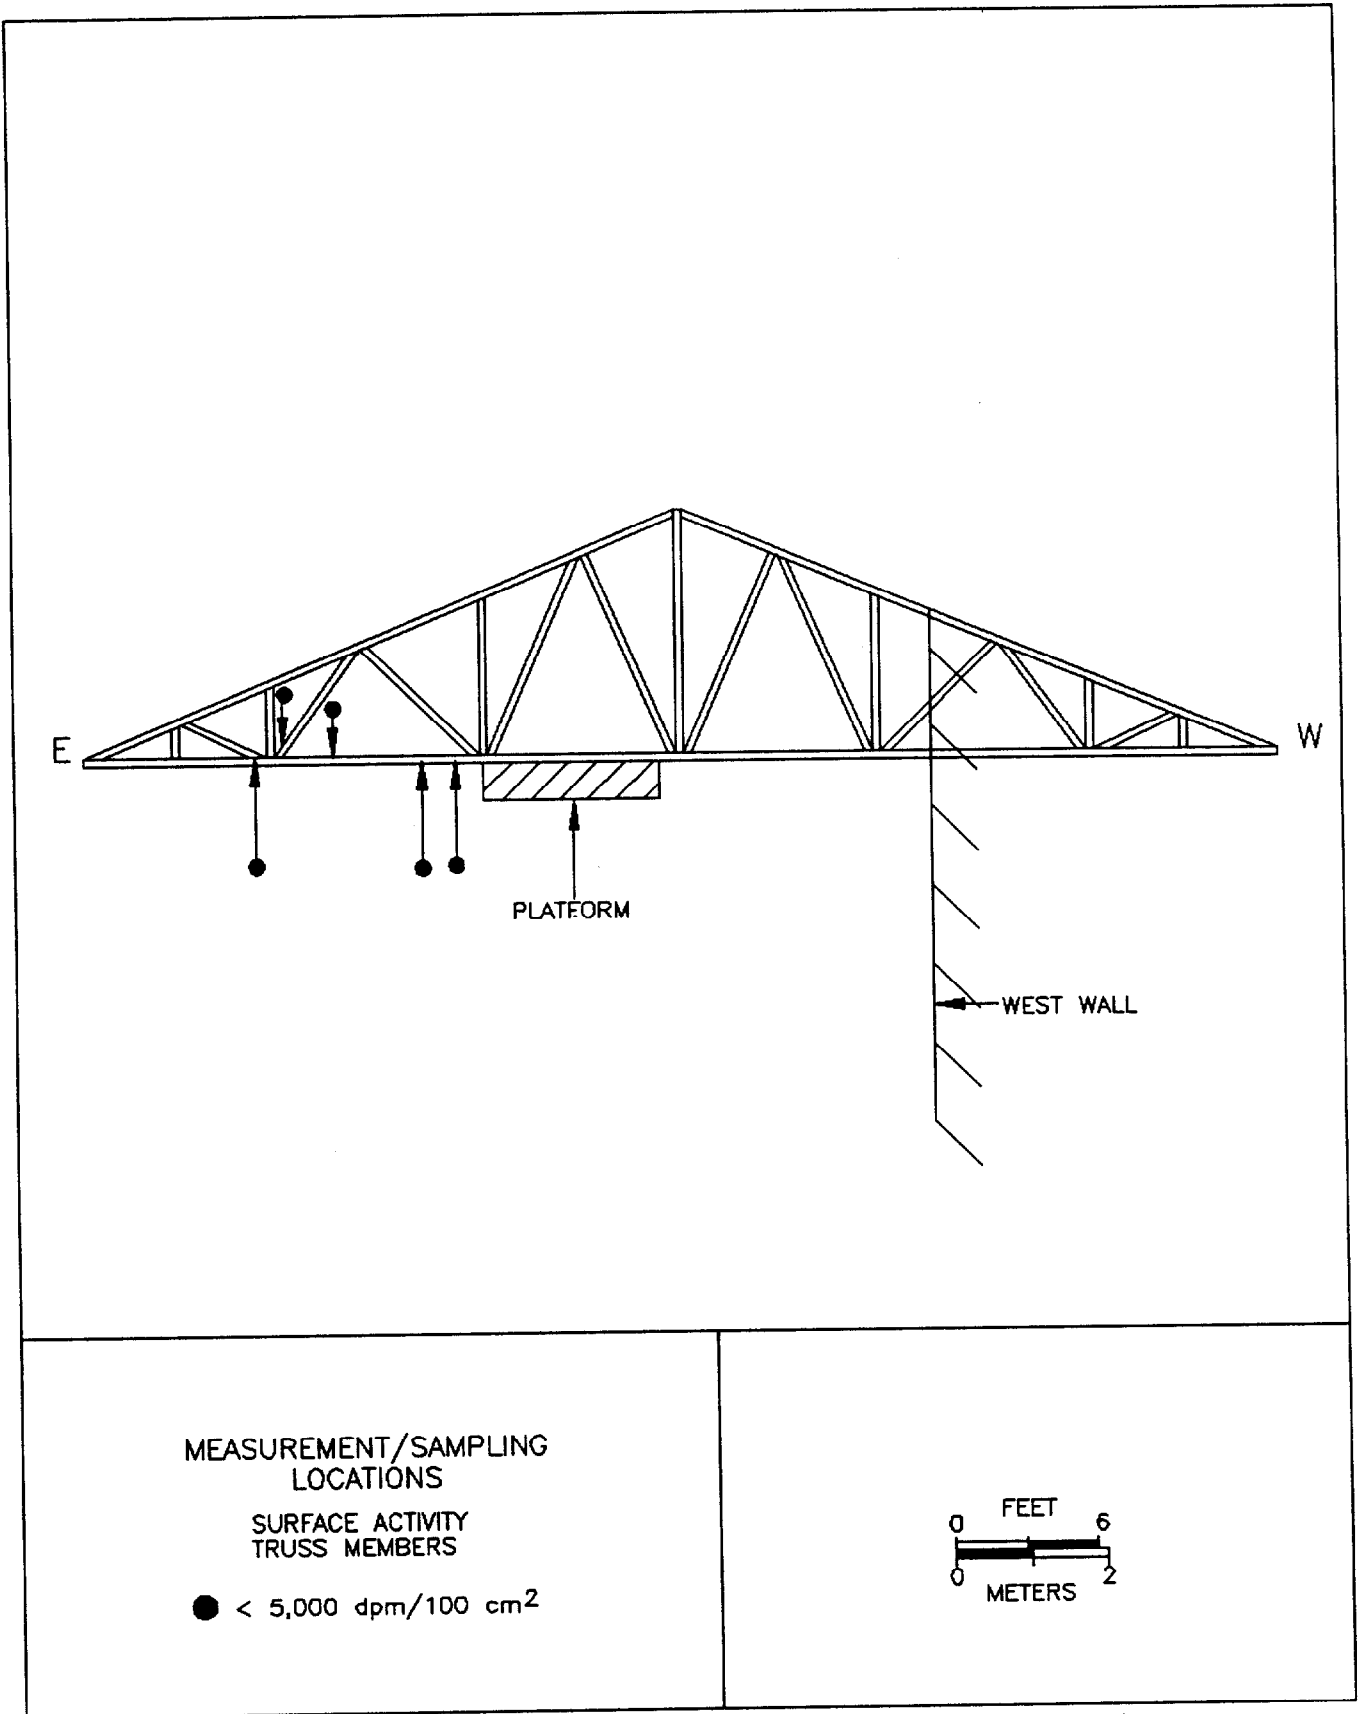 E
W
PLATFORM
WEST WALL
MEASUREMENT/SAMPLING
LOCATIONS
SURFACE ACTIVITY
TRUSS MEMBERS
● < 5,000 dpm/100 cm²
FEET
0 6
0 2
METERS